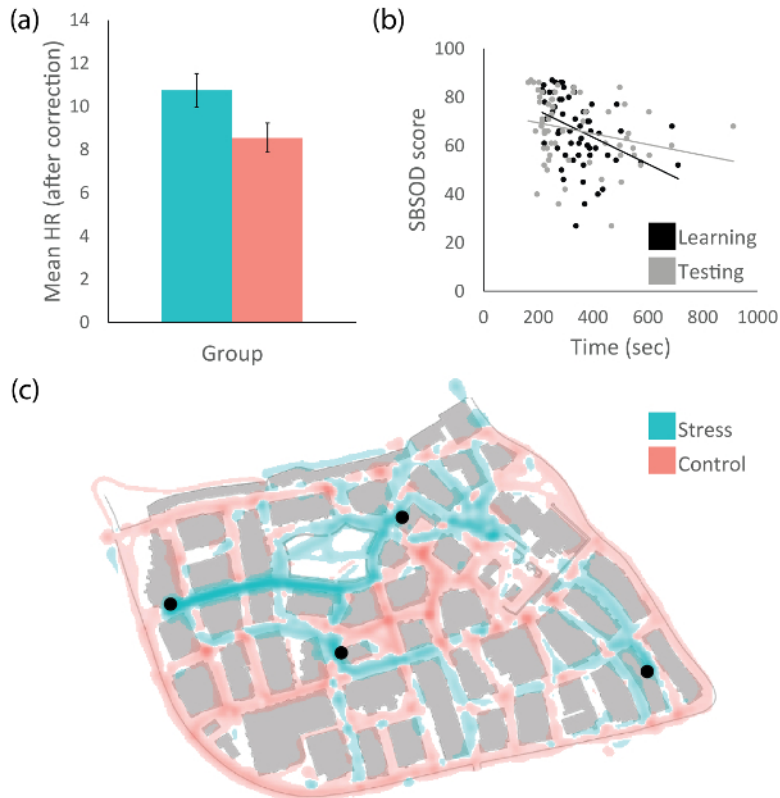 (a)
14
12
10
8
6
4
2
0
Mean HR (after correction)
Group
(b)
100
80
60
40
20
0
SBSOD score
Learning
Testing
0 200 400 600 800 1000
Time (sec)
(c)
Stress
Control